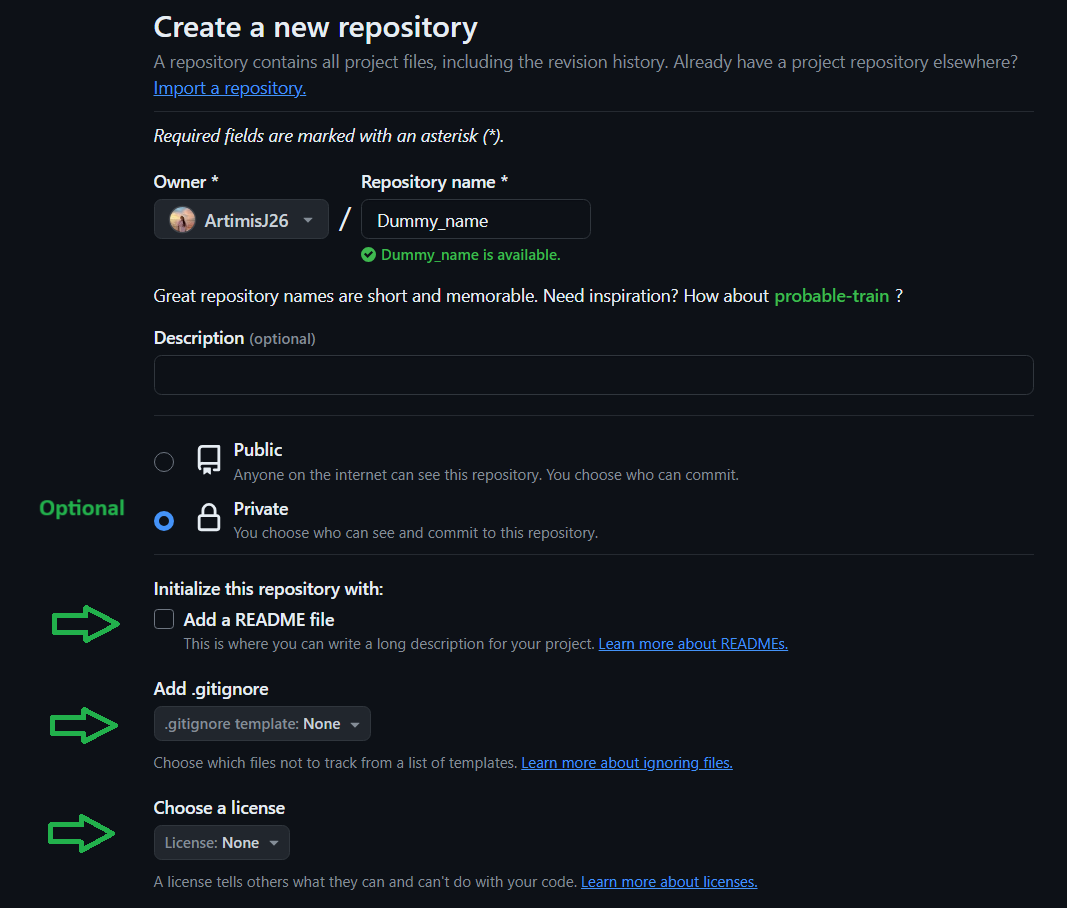 Create a new repository
A repository contains all project files, including the revision history. Already have a project repository elsewhere?
Import a repository.
Required fields are marked with an asterisk (*).
Owner * Repository name *
ArtimisJ26 / Dummy_name
Dummy_name is available.
Great repository names are short and memorable. Need inspiration? How about probable-train ?
Description (optional)
Public
Anyone on the internet can see this repository. You choose who can commit.
Optional
Private
You choose who can see and commit to this repository.
Initialize this repository with:
Add a README file
This is where you can write a long description for your project. Learn more about READMEs.
Add .gitignore
.gitignore template: None
Choose which files not to track from a list of templates. Learn more about ignoring files.
Choose a license
License: None
A license tells others what they can and can't do with your code. Learn more about licenses.